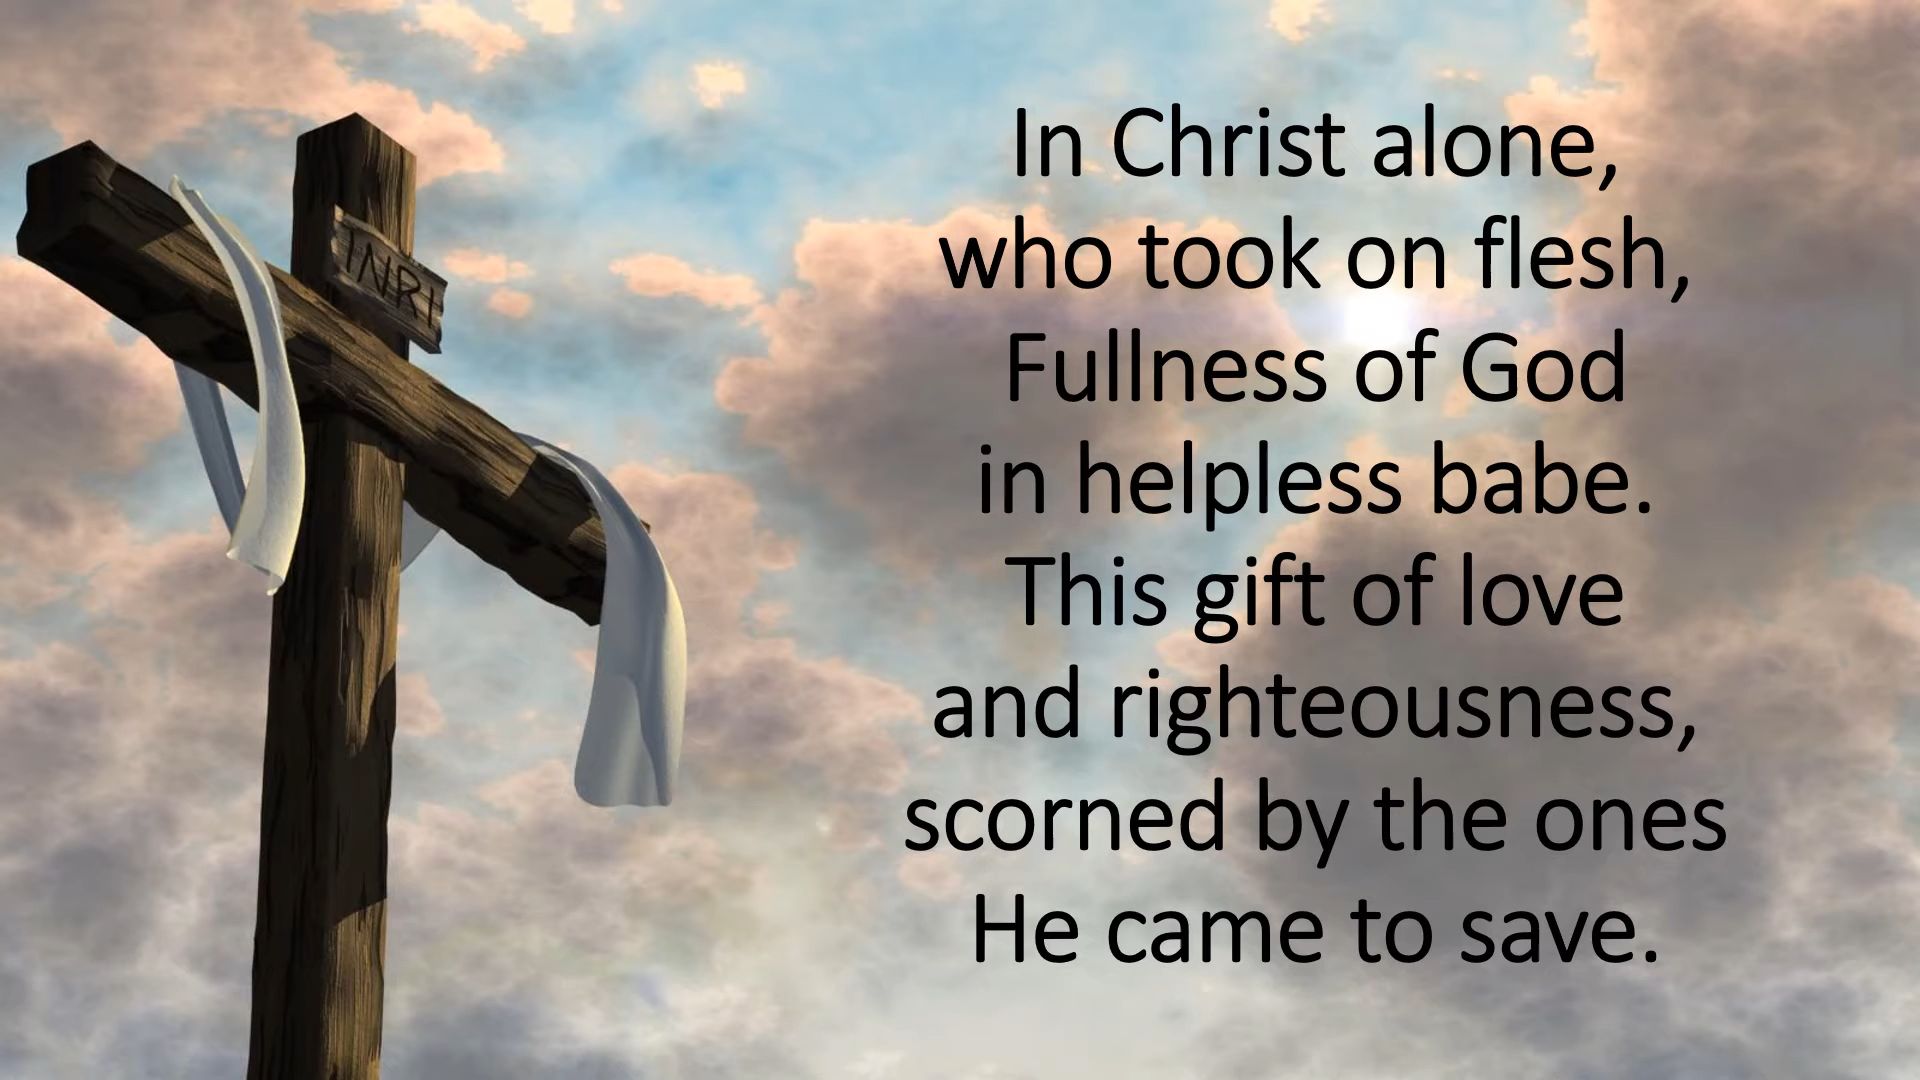 INRI
In Christ alone,
who took on flesh,
Fullness of God
in helpless babe.
This gift of love
and righteousness,
scorned by the ones
He came to save.